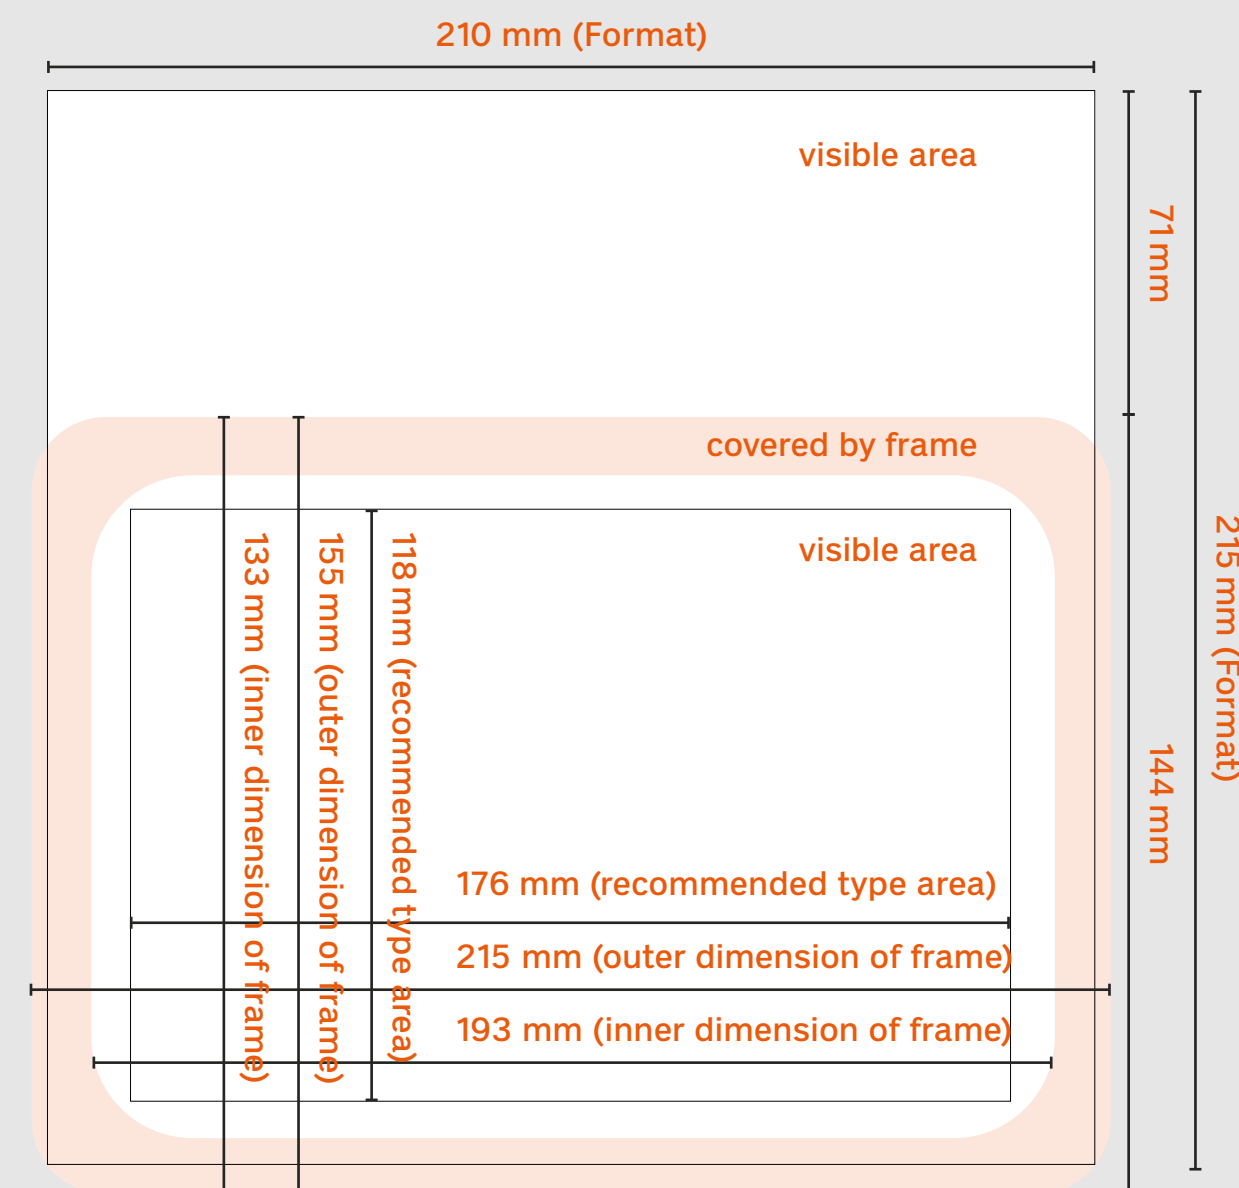 210 mm (Format)
visible area
71 mm
covered by frame
215 mm (Format)
visible area
133 mm (inner dimension of frame)
155 mm (outer dimension of frame)
118 mm (recommended type area)
144 mm
176 mm (recommended type area)
215 mm (outer dimension of frame)
193 mm (inner dimension of frame)